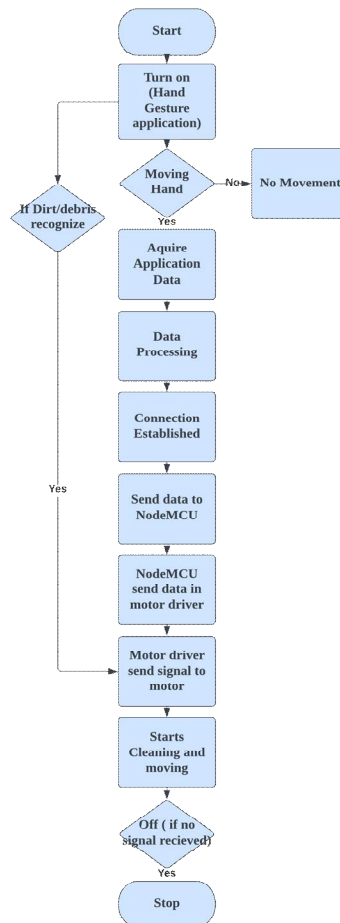 Start
Turn on
(Hand
Gesture
application)
Moving
Hand
No
No Movement
If Dirt/debris
recognize
Yes
Aquire
Application
Data
Data
Processing
Connection
Established
Yes
Send data to
NodeMCU
NodeMCU
send data in
motor driver
Motor driver
send signal to
motor
Starts
Cleaning and
moving
Off ( if no
signal recieved)
Yes
Stop